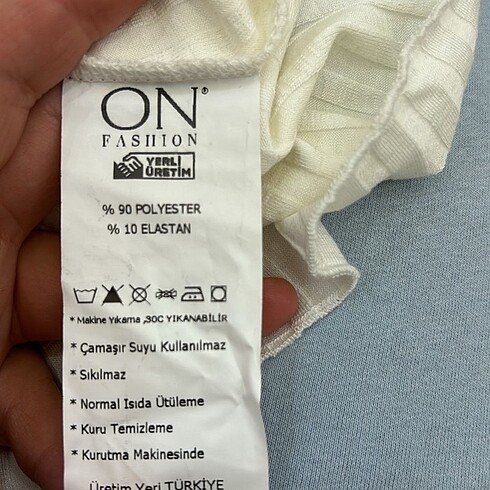 ON®
FASHION
YERLİ
ÜRETİM
% 90 POLYESTER
% 10 ELASTAN
* Makine Yıkama ,30C YIKANABİLİR
* Çamaşır Suyu Kullanılmaz
* Sıkılmaz
* Normal Isıda Ütüleme
* Kuru Temizleme
* Kurutma Makinesinde
Üretim Yeri TÜRKİYE